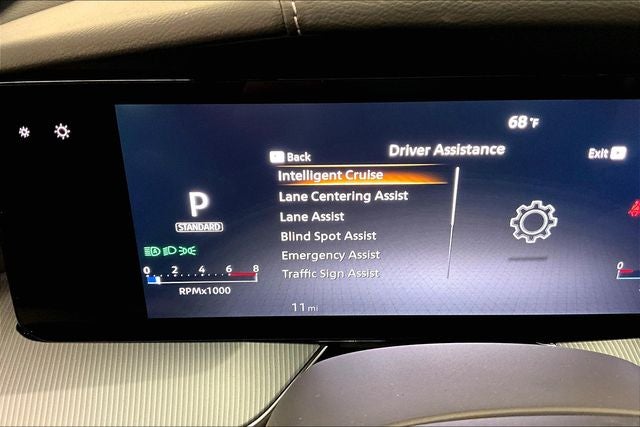 68°F
Back
Driver Assistance
Exit
Intelligent Cruise
Lane Centering Assist
Lane Assist
Blind Spot Assist
Emergency Assist
Traffic Sign Assist
P
STANDARD
0 2 4 6 8
RPMx1000
11 mi
0